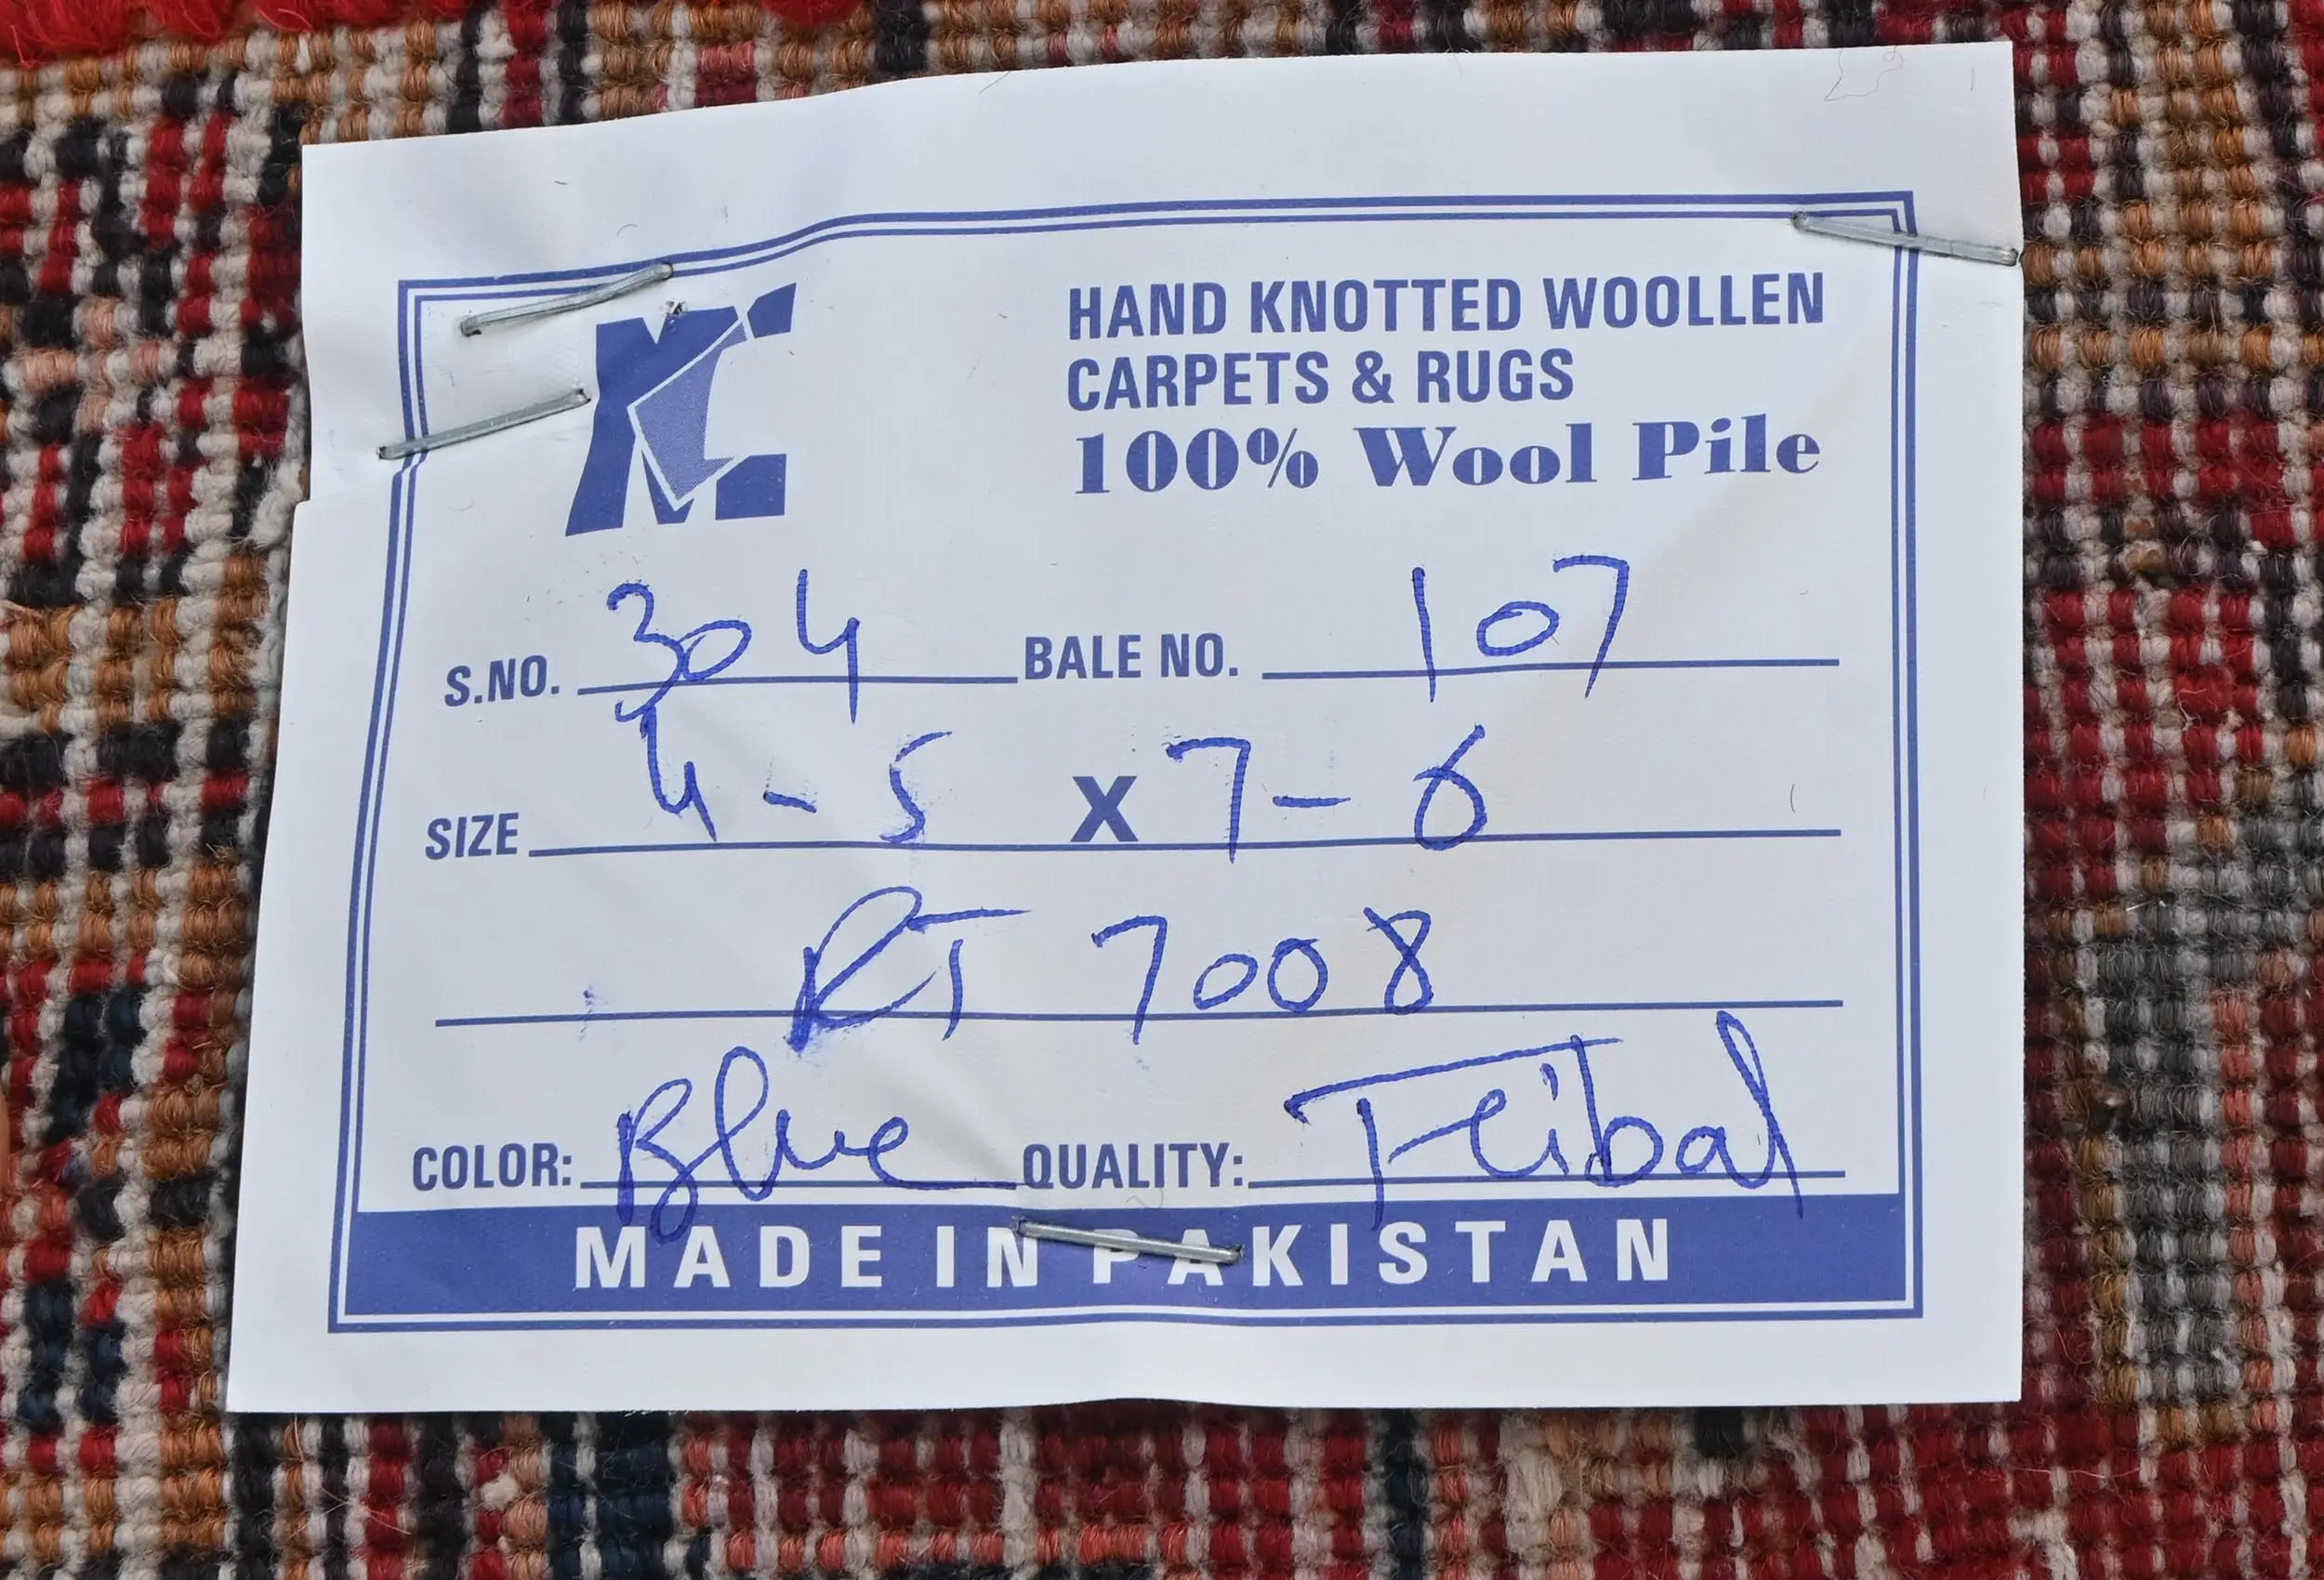 MC
HAND KNOTTED WOOLLEN
CARPETS & RUGS
100% Wool Pile
S.NO. 304 BALE NO. 107
SIZE 4-5 X 7-6
RT 7008
COLOR: Blue QUALITY: Tribal
MADE IN PAKISTAN